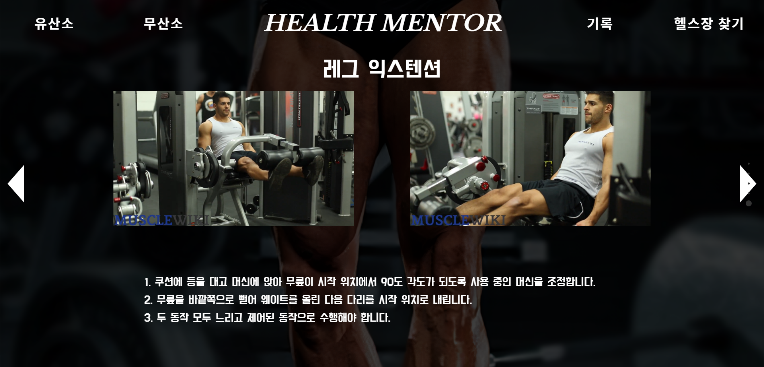 유산소
무산소
HEALTH MENTOR
기록
헬스장 찾기
레그 익스텐션
MUSCLEWIKI
MUSCLEWIKI
1. 쿠션에 등을 대고 머신에 앉아 무릎이 시작 위치에서 90도 각도가 되도록 사용 중인 머신을 조정합니다.
2. 무릎을 바깥쪽으로 뻗어 웨이트를 올린 다음 다리를 시작 위치로 내립니다.
3. 두 동작 모두 느리고 제어된 동작으로 수행해야 합니다.